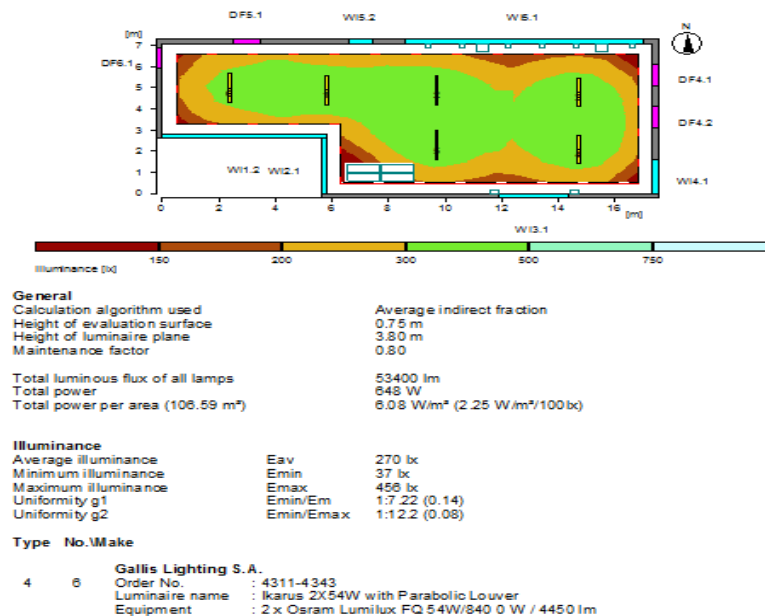 DF5.1 WI5.2 WI5.1
[m]
N
7
DF6.1
6
5
4
3
2
1
0
DF4.1
DF4.2
WI1.2 WI2.1
WI4.1
0 2 4 6 8 10 12 14 16 [m]
WI3.1
Illuminance [lx] 150 200 300 500 750
General
Calculation algorithm used Average indirect fraction
Height of evaluation surface 0.75 m
Height of luminaire plane 3.80 m
Maintenance factor 0.80
Total luminous flux of all lamps 53400 lm
Total power 648 W
Total power per area (106.59 m²) 6.08 W/m² (2.25 W/m²/100lx)
Illuminance
Average illuminance Eav 270 lx
Minimum illuminance Emin 37 lx
Maximum illuminance Emax 456 lx
Uniformity g1 Emin/Em 1:7.22 (0.14)
Uniformity g2 Emin/Emax 1:12.2 (0.08)
Type No.\Make
Gallis Lighting S.A.
4 6 Order No. : 4311-4343
Luminaire name : Ikarus 2X54W with Parabolic Louver
Equipment : 2 x Osram Lumilux FQ 54W/840 0 W / 4450 lm